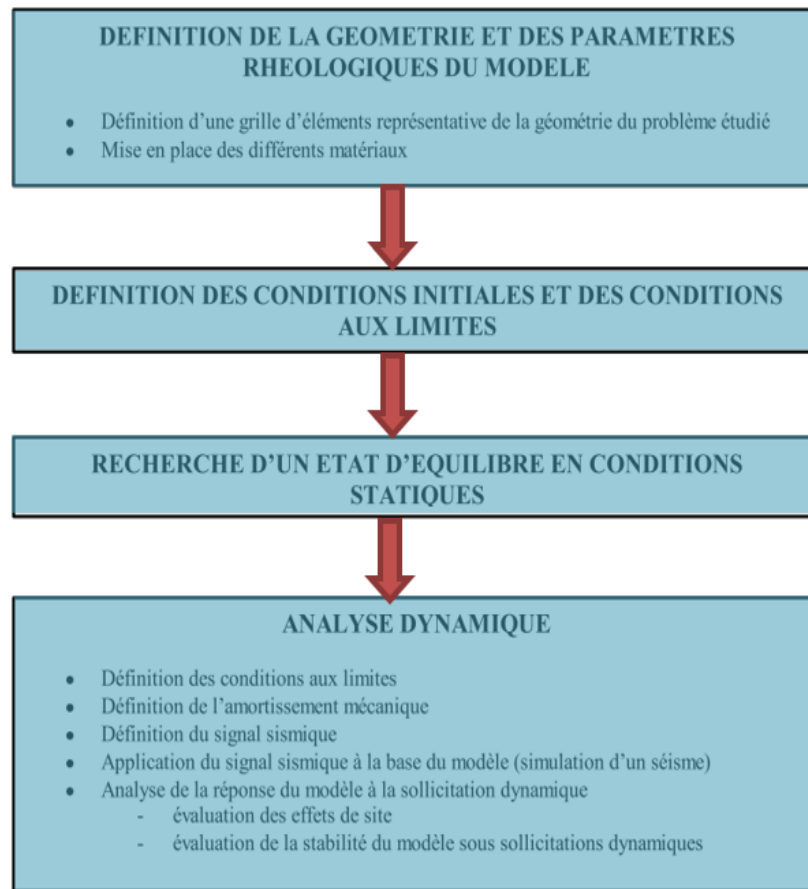 DEFINITION DE LA GEOMETRIE ET DES PARAMETRES
RHEOLOGIQUES DU MODELE
• Définition d'une grille d'éléments représentative de la géométrie du problème étudié
• Mise en place des différents matériaux
DEFINITION DES CONDITIONS INITIALES ET DES CONDITIONS
AUX LIMITES
RECHERCHE D'UN ETAT D'EQUILIBRE EN CONDITIONS
STATIQUES
ANALYSE DYNAMIQUE
• Définition des conditions aux limites
• Définition de l'amortissement mécanique
• Définition du signal sismique
• Application du signal sismique à la base du modèle (simulation d'un séisme)
• Analyse de la réponse du modèle à la sollicitation dynamique
- évaluation des effets de site
- évaluation de la stabilité du modèle sous sollicitations dynamiques